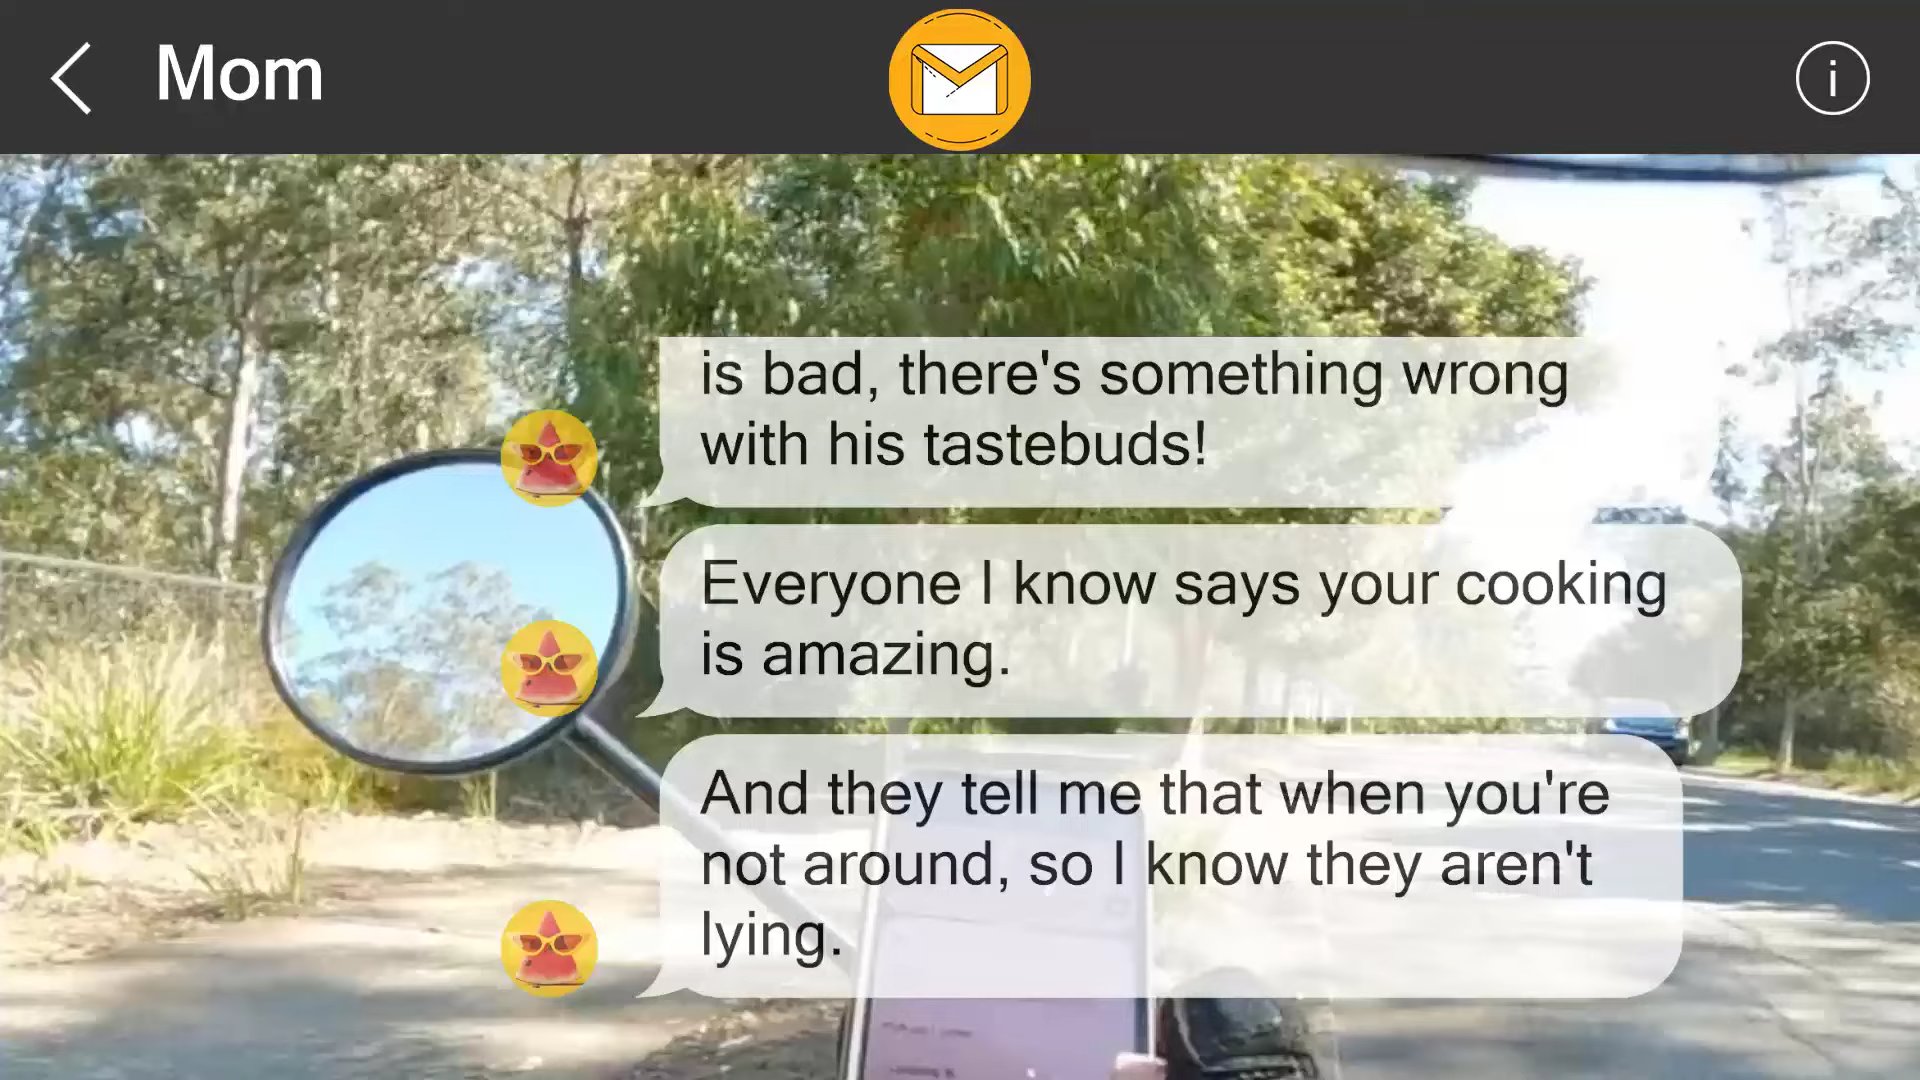 Mom
is bad, there's something wrong
with his tastebuds!
Everyone I know says your cooking
is amazing.
And they tell me that when you're
not around, so I know they aren't
lying.